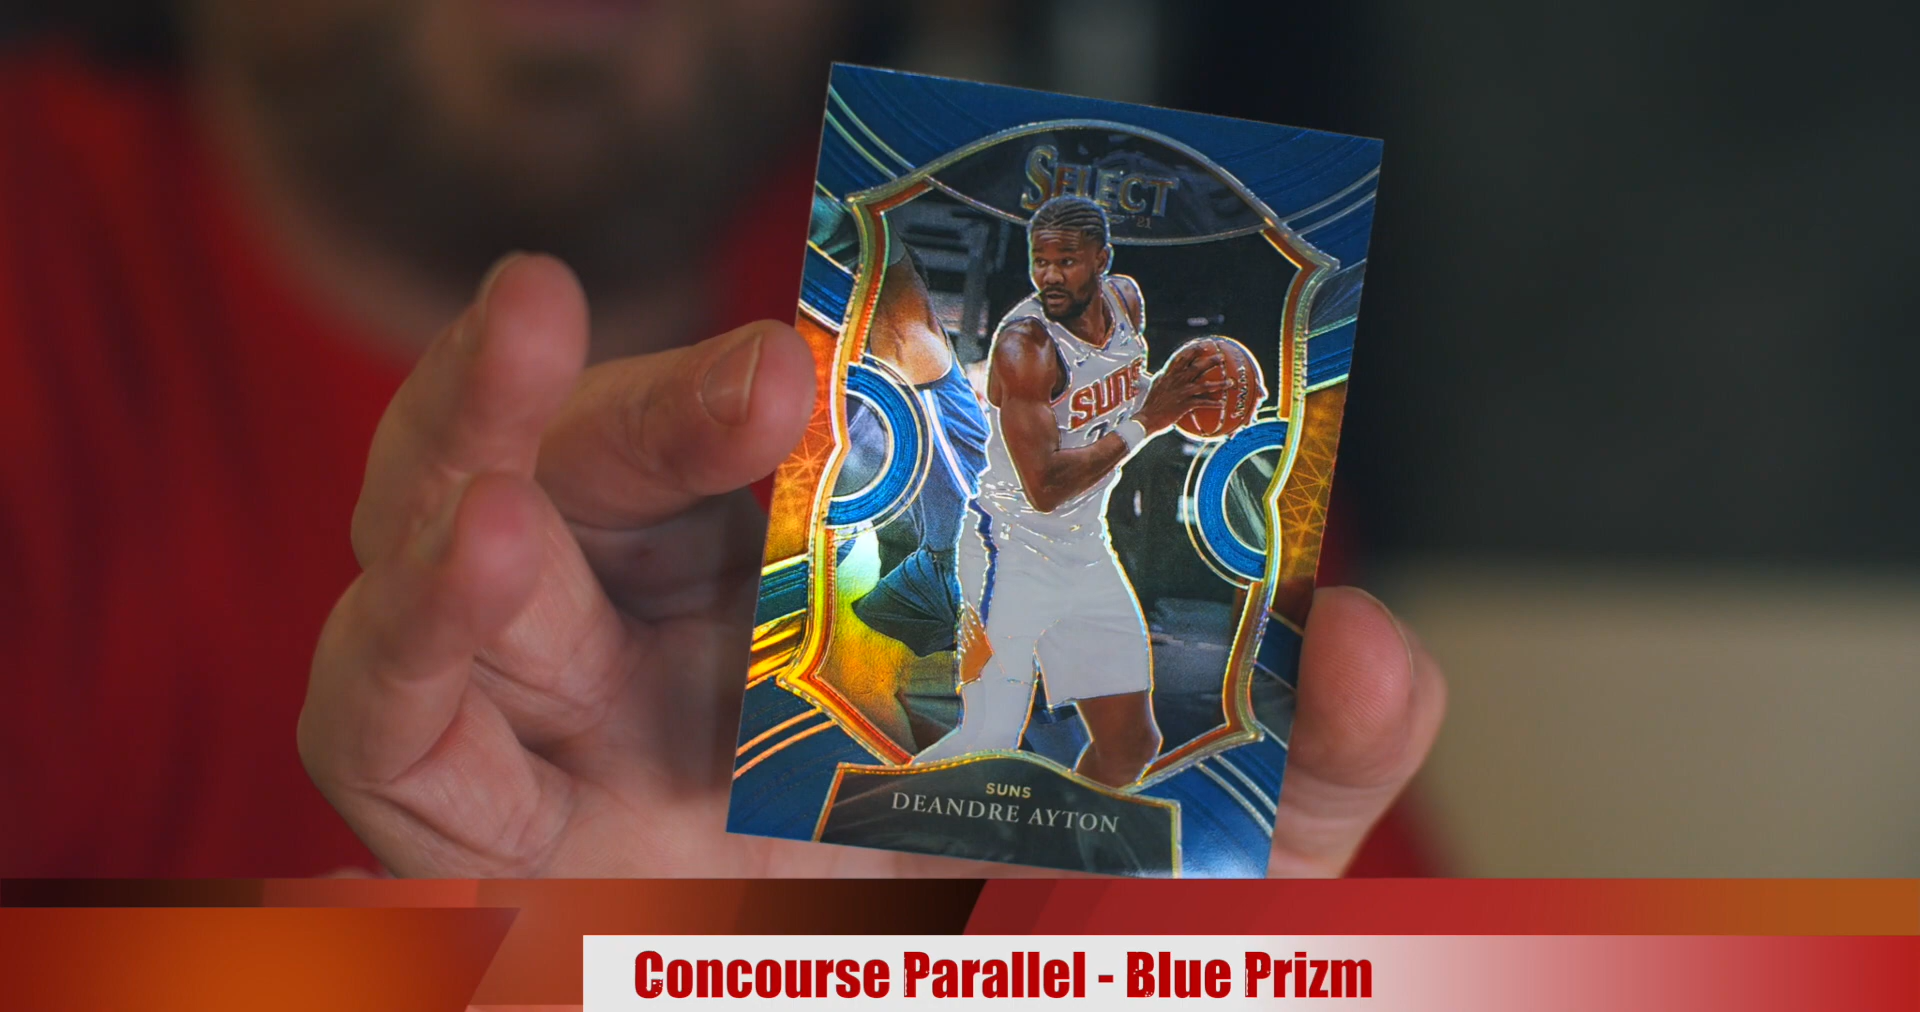 SELECT
21
SUNS
SUNS
DEANDRE AYTON
Concourse Parallel - Blue Prizm